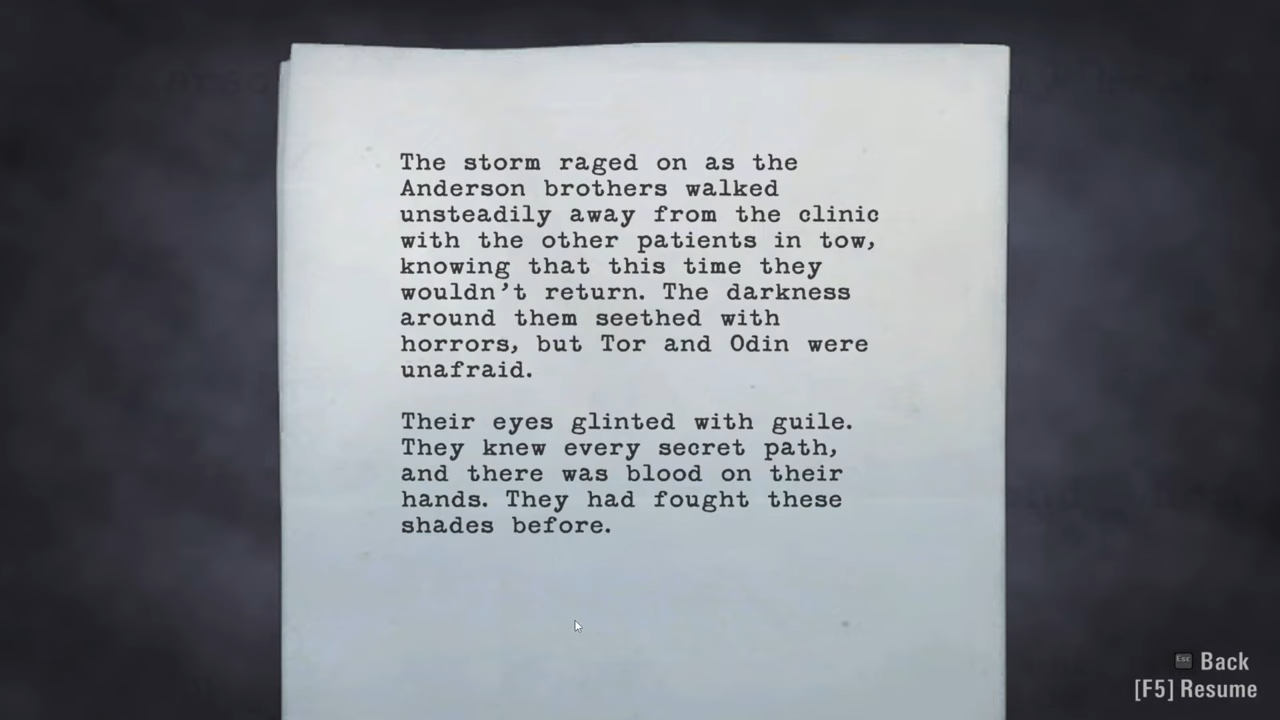 The storm raged on as the
Anderson brothers walked
unsteadily away from the clinic
with the other patients in tow,
knowing that this time they
wouldn't return. The darkness
around them seethed with
horrors, but Tor and Odin were
unafraid.
Their eyes glinted with guile.
They knew every secret path,
and there was blood on their
hands. They had fought these
shades before.
Esc Back
[F5] Resume